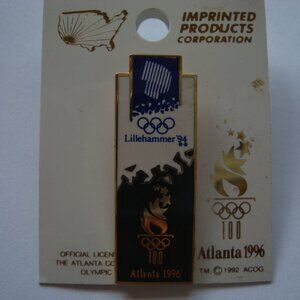 IMPRINTED
PRODUCTS
CORPORATION
Lillehammer '94
100
Atlanta 1996
100
Atlanta 1996
OFFICIAL LICEN
THE ATLANTA CO
OLYMPIC
TM, © 1992 ACOG.